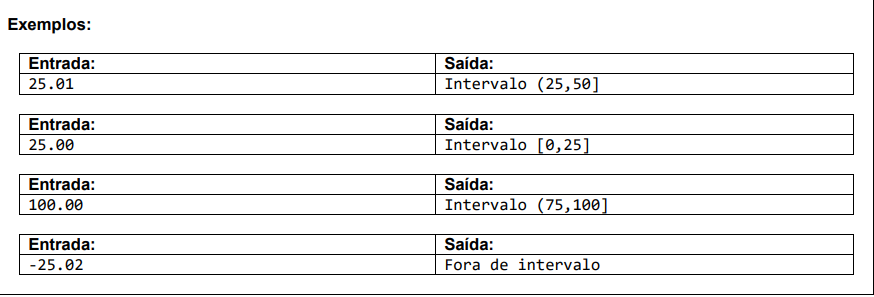 Exemplos:
Entrada: Saída:
25.01 Intervalo (25,50]
Entrada: Saída:
25.00 Intervalo [0,25]
Entrada: Saída:
100.00 Intervalo (75,100]
Entrada: Saída:
-25.02 Fora de intervalo